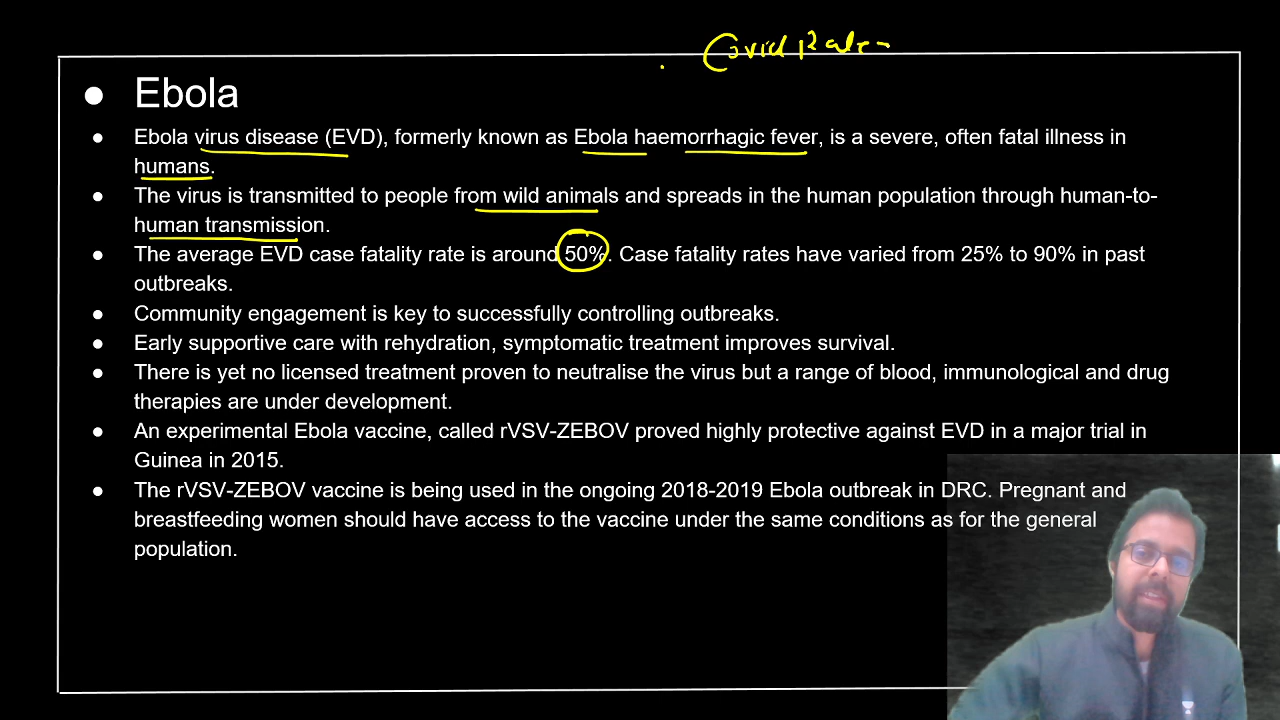 Covid Rate-
● Ebola
● Ebola virus disease (EVD), formerly known as Ebola haemorrhagic fever, is a severe, often fatal illness in
humans.
● The virus is transmitted to people from wild animals and spreads in the human population through human-to-
human transmission.
● The average EVD case fatality rate is around 50%. Case fatality rates have varied from 25% to 90% in past
outbreaks.
● Community engagement is key to successfully controlling outbreaks.
● Early supportive care with rehydration, symptomatic treatment improves survival.
● There is yet no licensed treatment proven to neutralise the virus but a range of blood, immunological and drug
therapies are under development.
● An experimental Ebola vaccine, called rVSV-ZEBOV proved highly protective against EVD in a major trial in
Guinea in 2015.
● The rVSV-ZEBOV vaccine is being used in the ongoing 2018-2019 Ebola outbreak in DRC. Pregnant and
breastfeeding women should have access to the vaccine under the same conditions as for the general
population.